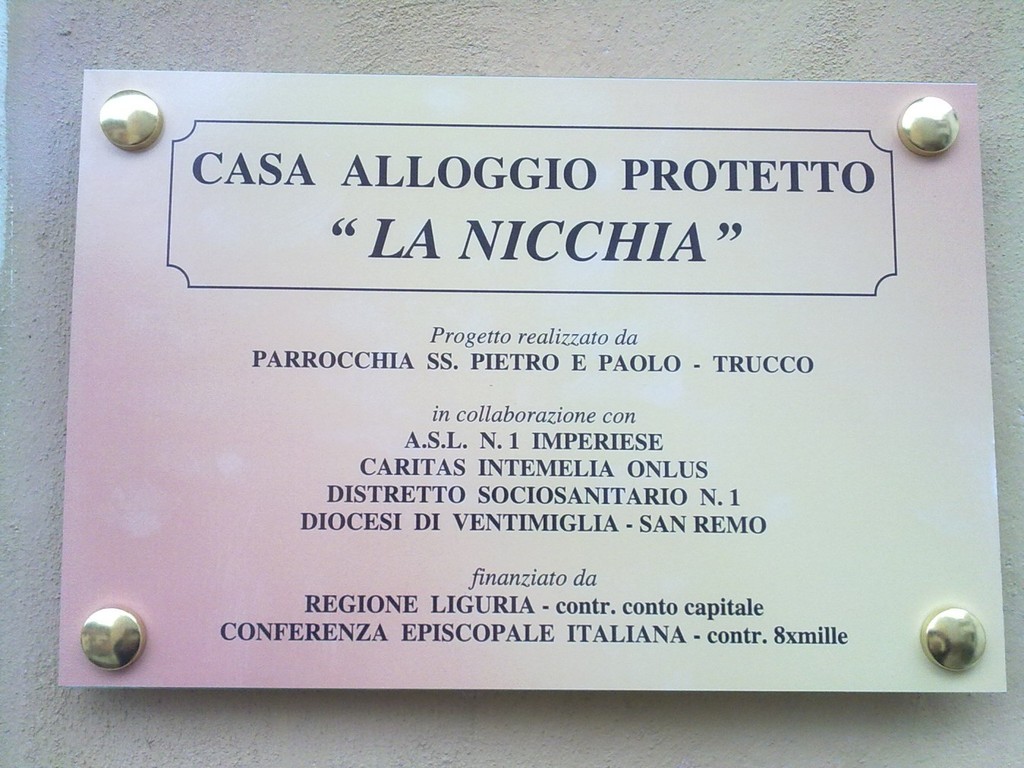 CASA ALLOGGIO PROTETTO
“ LA NICCHIA ”
Progetto realizzato da
PARROCCHIA SS. PIETRO E PAOLO - TRUCCO
in collaborazione con
A.S.L. N. 1 IMPERIESE
CARITAS INTEMELIA ONLUS
DISTRETTO SOCIOSANITARIO N. 1
DIOCESI DI VENTIMIGLIA - SAN REMO
finanziato da
REGIONE LIGURIA - contr. conto capitale
CONFERENZA EPISCOPALE ITALIANA - contr. 8xmille